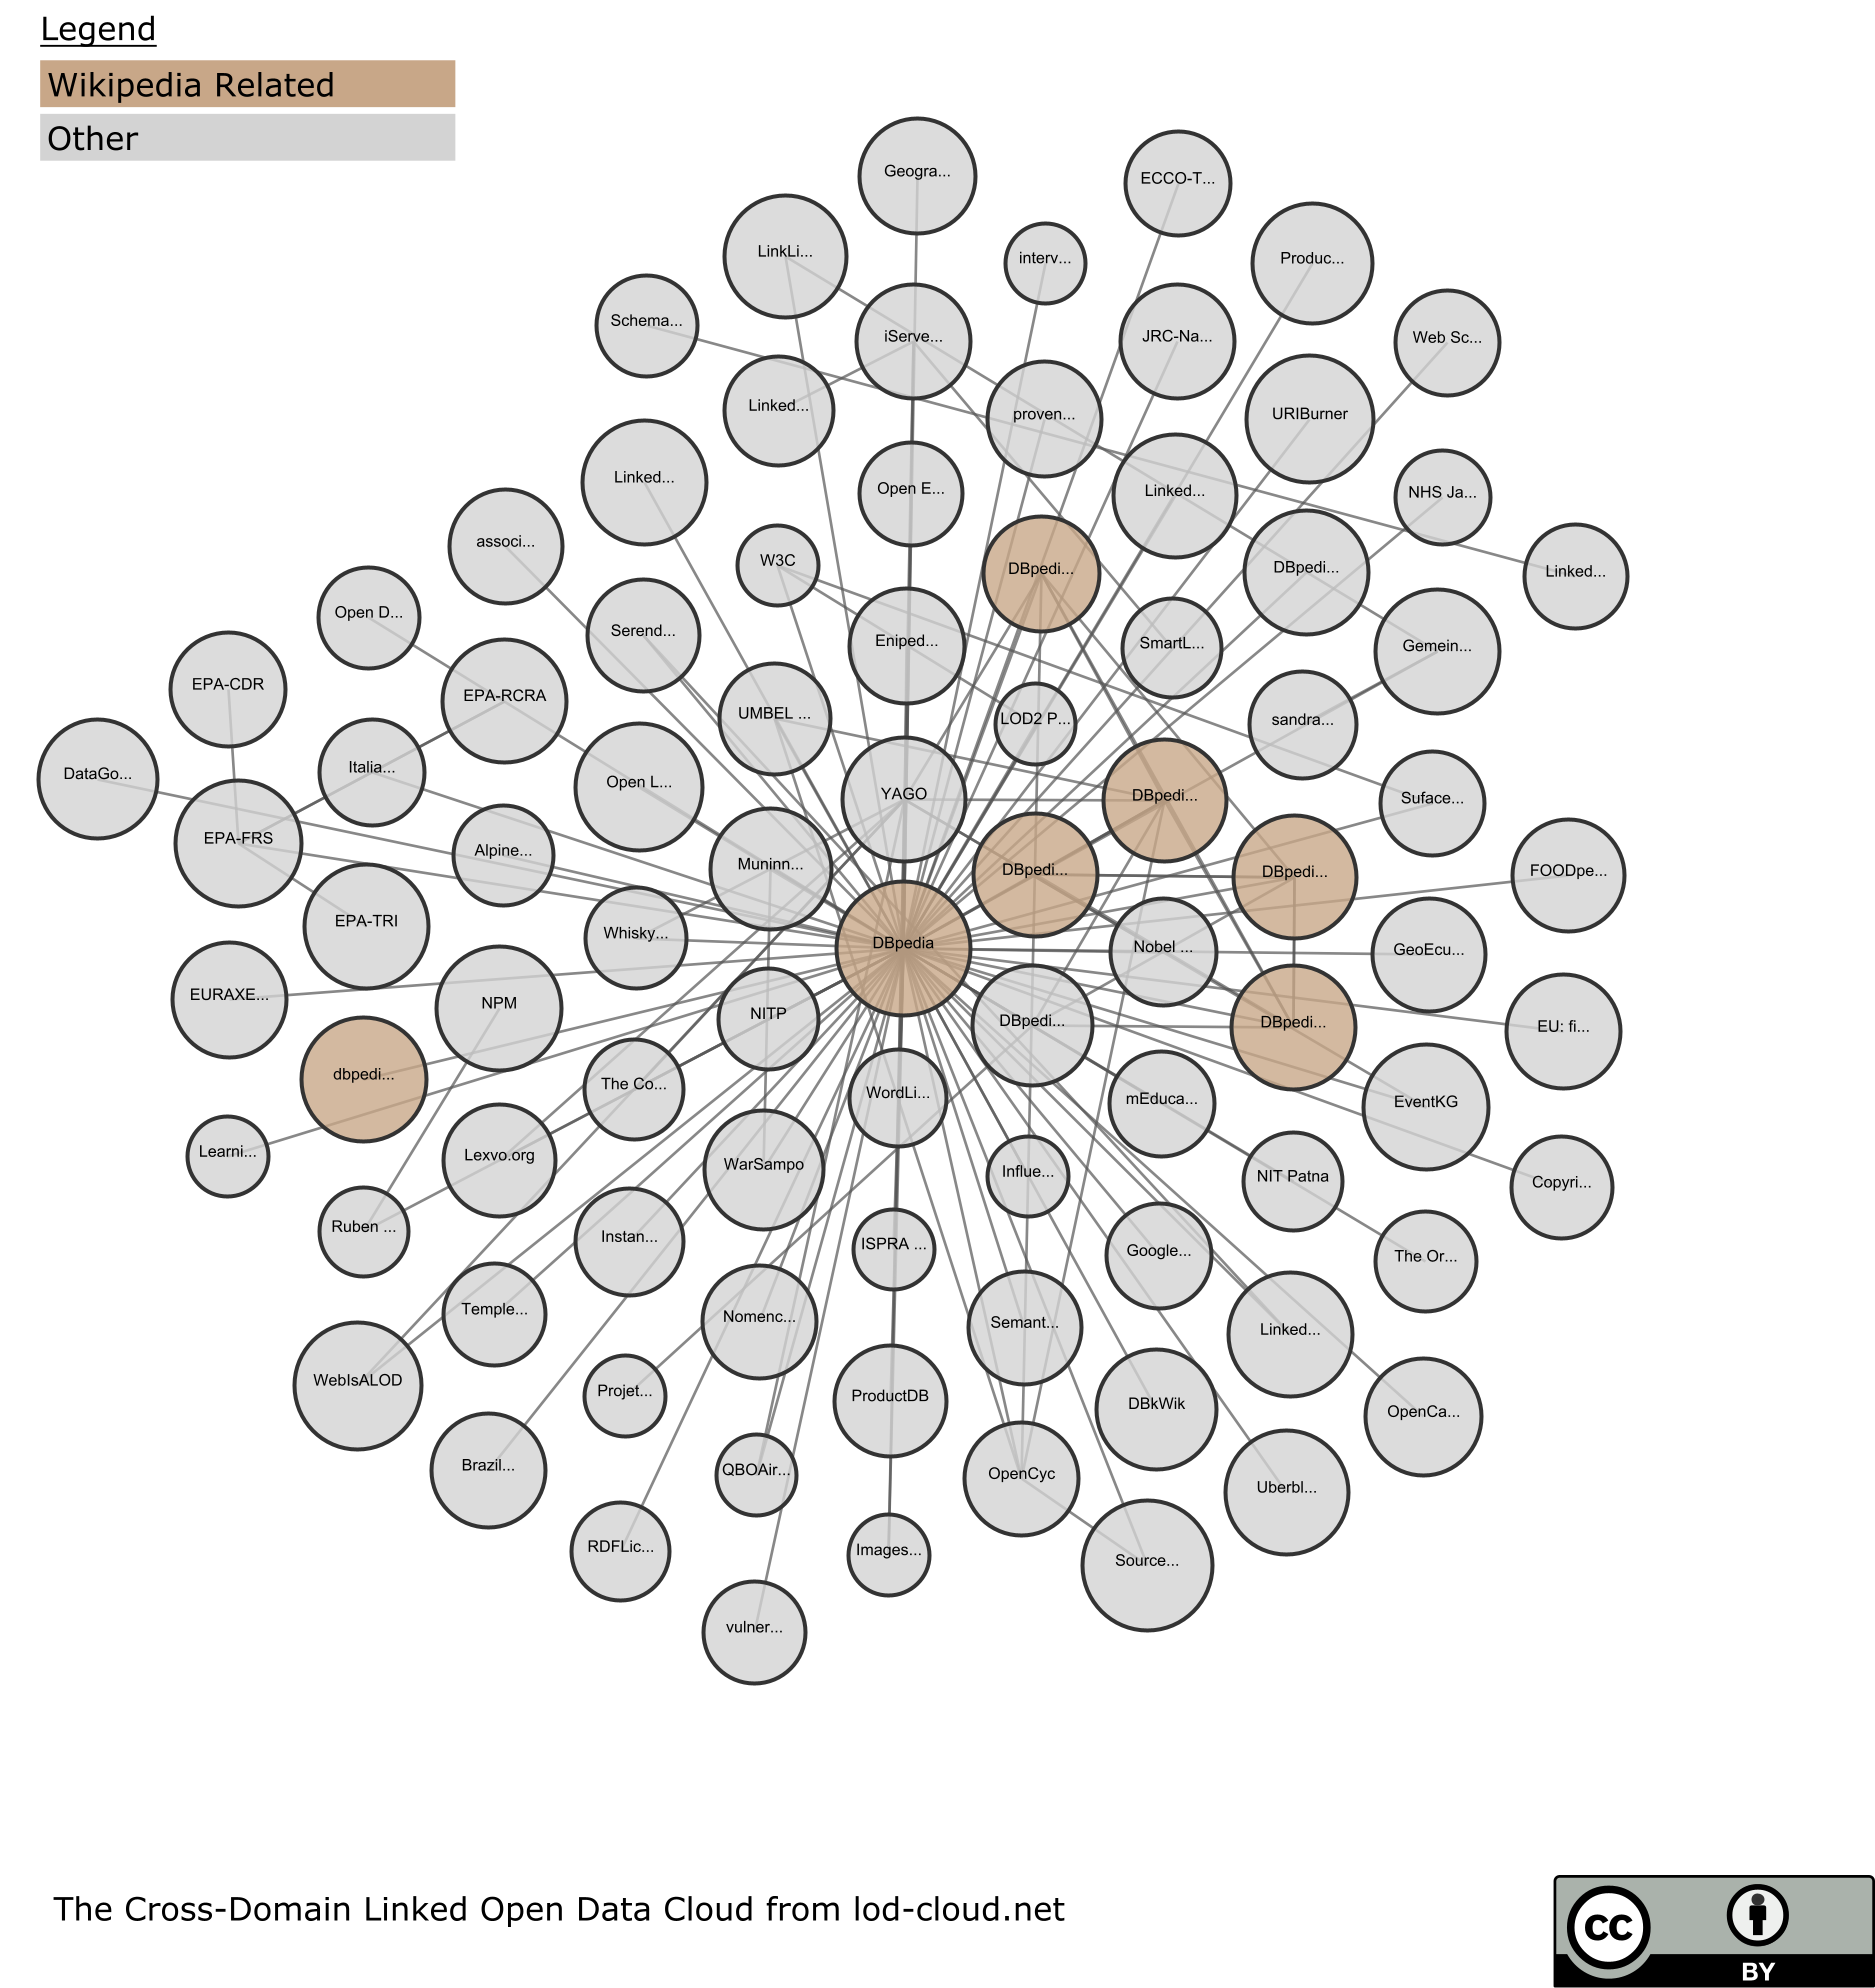 Legend
Wikipedia Related
Other
Geogra...
ECCO-T...
LinkLi...
interv...
Produc...
Schema...
iServe...
JRC-Na...
Web Sc...
Linked...
proven...
URIBurner
Linked...
Open E...
Linked...
NHS Ja...
associ...
W3C
DBpedi...
DBpedi...
Linked...
Open D...
Serend...
Eniped...
SmartL...
Gemein...
EPA-CDR
EPA-RCRA
UMBEL ...
LOD2 P...
sandra...
DataGo...
Italia...
Open L...
YAGO
DBpedi...
Suface...
EPA-FRS
Alpine...
Muninn...
DBpedi...
DBpedi...
FOODpe...
EPA-TRI
Whisky...
DBpedia
Nobel ...
GeoEcu...
EURAXE...
NPM
NITP
DBpedi...
DBpedi...
EU: fi...
dbpedi...
The Co...
WordLi...
mEduca...
EventKG
Learni...
Lexvo.org
WarSampo
Influe...
NIT Patna
Copyri...
Ruben ...
Instan...
ISPRA ...
Google...
The Or...
Temple...
Nomenc...
Semant...
Linked...
WebIsALOD
Projet...
ProductDB
DBkWik
OpenCa...
Brazil...
QBOAir...
OpenCyc
Uberbl...
RDFLic...
Images...
Source...
vulner...
The Cross-Domain Linked Open Data Cloud from lod-cloud.net
cc
BY